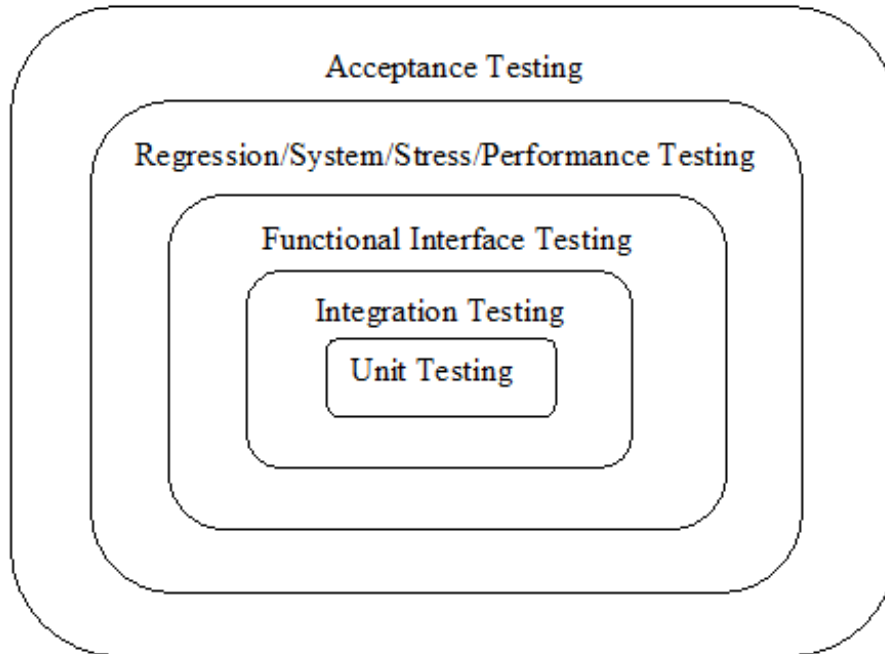 Acceptance Testing
Regression/System/Stress/Performance Testing
Functional Interface Testing
Integration Testing
Unit Testing